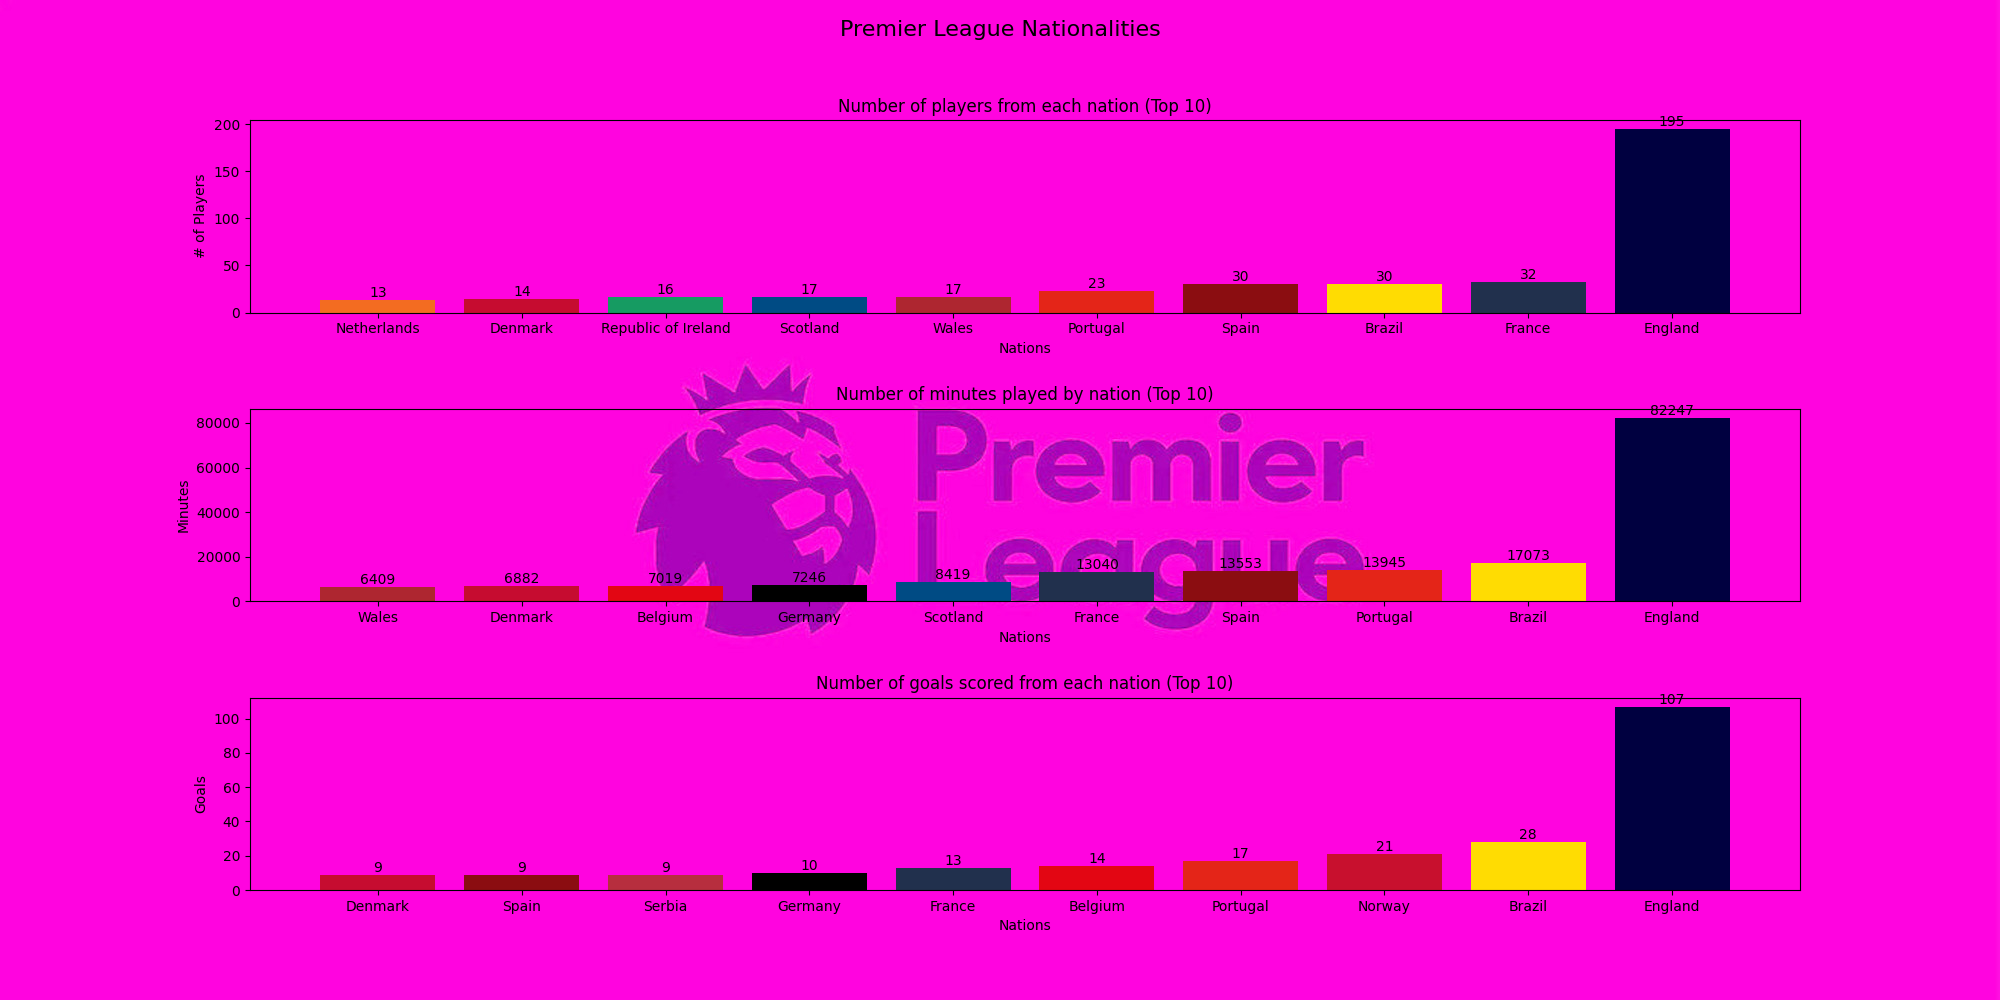 Premier League Nationalities
Number of players from each nation (Top 10)
200
150
100
50
0
# of Players
13 14 16 17 17 23 30 30 32 195
Netherlands Denmark Republic of Ireland Scotland Wales Portugal Spain Brazil France England
Nations
Number of minutes played by nation (Top 10)
80000
60000
40000
20000
0
Minutes
6409 6882 7019 7246 8419 13040 13553 13945 17073 82247
Wales Denmark Belgium Germany Scotland France Spain Portugal Brazil England
Nations
Premier
League
Number of goals scored from each nation (Top 10)
100
80
60
40
20
0
Goals
9 9 9 10 13 14 17 21 28 107
Denmark Spain Serbia Germany France Belgium Portugal Norway Brazil England
Nations